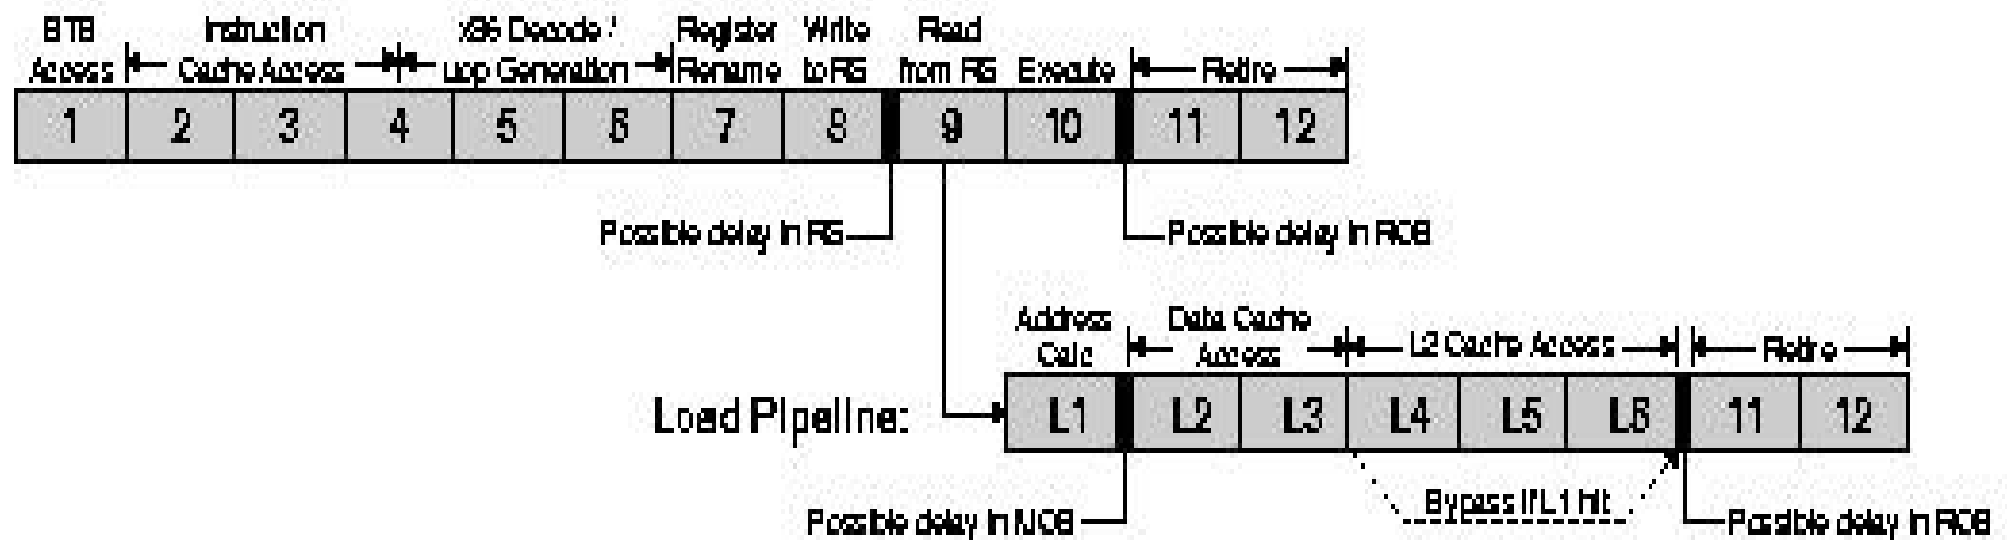 BTB
Access
Instruction
Cache Access
x86 Decode /
uop Generation
Register
Rename
Write
to RS
Read
from RS
Execute
Retire
1 2 3 4 5 6 7 8 9 10 11 12
Possible delay in RS
Possible delay in ROB
Address
Calc
Data Cache
Access
L2 Cache Access
Retire
Load Pipeline:
L1 L2 L3 L4 L5 L6 11 12
Bypass if L1 hit
Possible delay in MOB
Possible delay in ROB